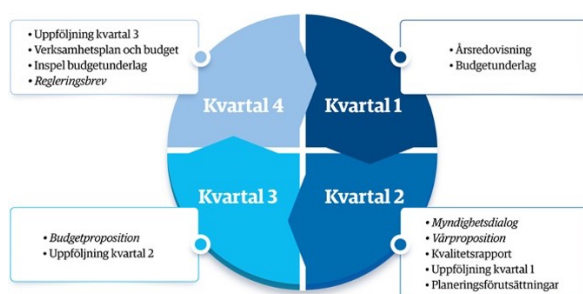 • Uppföljning kvartal 3
• Verksamhetsplan och budget
• Inspel budgetunderlag
• Regleringsbrev
• Årsredovisning
• Budgetunderlag
Kvartal 4
Kvartal 1
Kvartal 3
Kvartal 2
• Budgetproposition
• Uppföljning kvartal 2
• Myndighetsdialog
• Vårproposition
• Kvalitetsrapport
• Uppföljning kvartal 1
• Planeringsförutsättningar